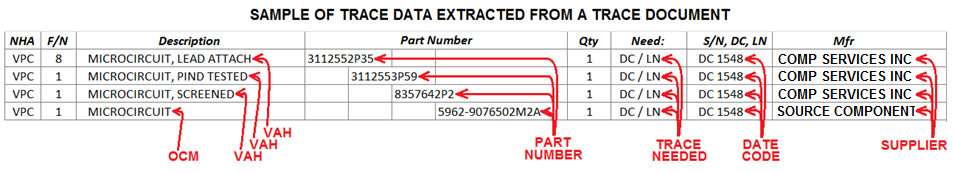 SAMPLE OF TRACE DATA EXTRACTED FROM A TRACE DOCUMENT
NHA F/N Description Part Number Qty Need: S/N, DC, LN Mfr
VPC 8 MICROCIRCUIT, LEAD ATTACH 3112552P35 1 DC / LN DC 1548 COMP SERVICES INC
VPC 1 MICROCIRCUIT, PIND TESTED 3112553P59 1 DC / LN DC 1548 COMP SERVICES INC
VPC 1 MICROCIRCUIT, SCREENED 8357642P2 1 DC / LN DC 1548 COMP SERVICES INC
VPC 1 MICROCIRCUIT 5962-9076502M2A 1 DC / LN DC 1548 SOURCE COMPONENT
VAH
VAH
OCM VAH
PART NUMBER
TRACE NEEDED
DATE CODE
SUPPLIER